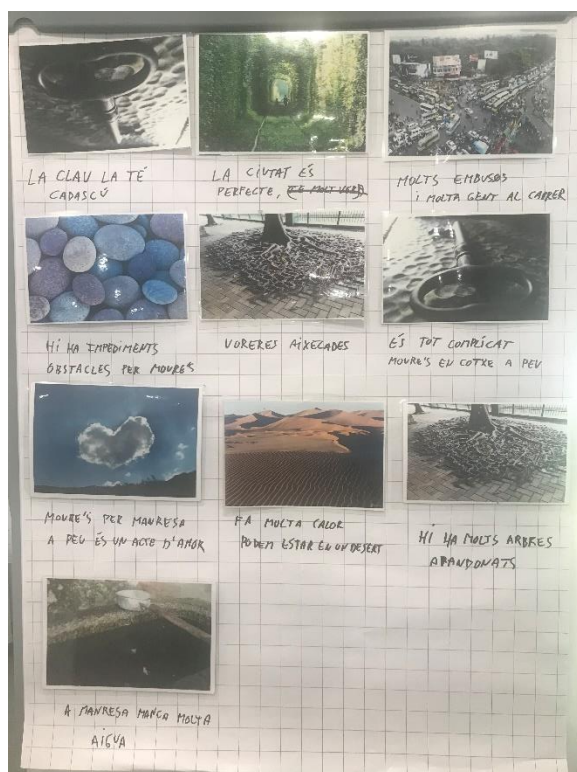 LA CLAU LA TÉ
CADASCÚ
LA CIUTAT ÉS
PERFECTE,
MOLTS EMBUSOS
I MOLTA GENT AL CARRER
HI HA IMPEDIMENTS
OBSTACLES PER MOURE'S
VORERES AIXECADES
ÉS TOT COMPLICAT
MOURE'S EN COTXE A PEU
MOURE'S PER MANRESA
A PEU ÉS UN ACTE D'AMOR
FA MOLTA CALOR
PODEM ESTAR EN UN DESERT
HI HA MOLTS ARBRES
ABANDONATS
A MANRESA MANCA MOLTA
AIGUA